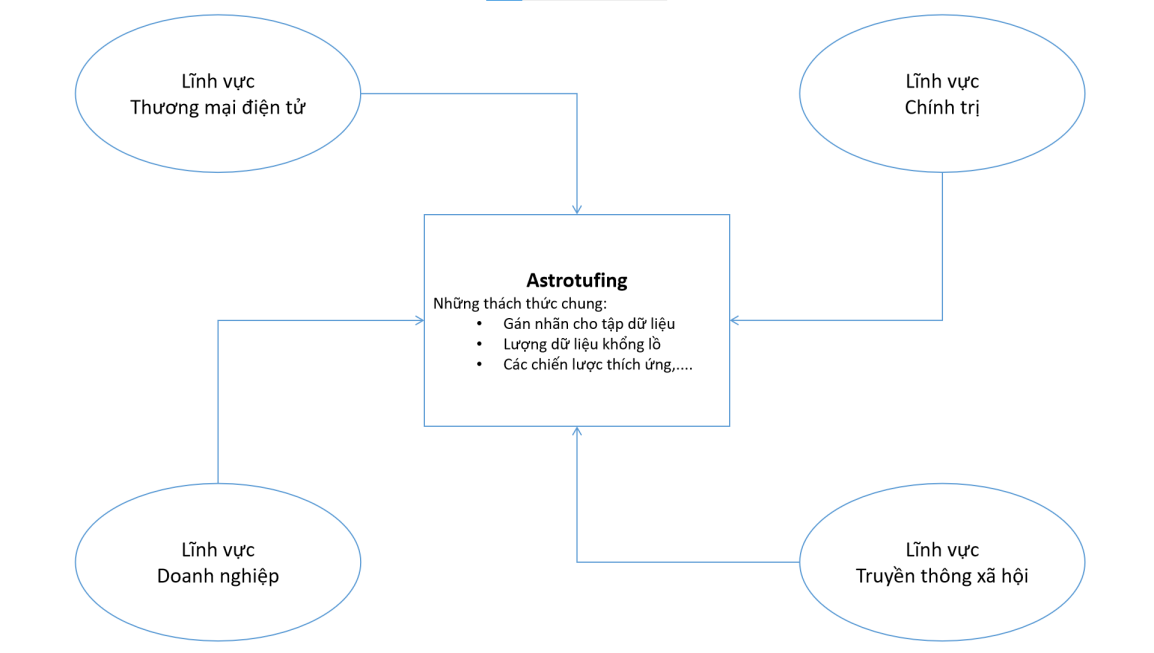 Lĩnh vực
Thương mại điện tử
Lĩnh vực
Chính trị
Astrotufing
Những thách thức chung:
• Gán nhãn cho tập dữ liệu
• Lượng dữ liệu khổng lồ
• Các chiến lược thích ứng,....
Lĩnh vực
Doanh nghiệp
Lĩnh vực
Truyền thông xã hội